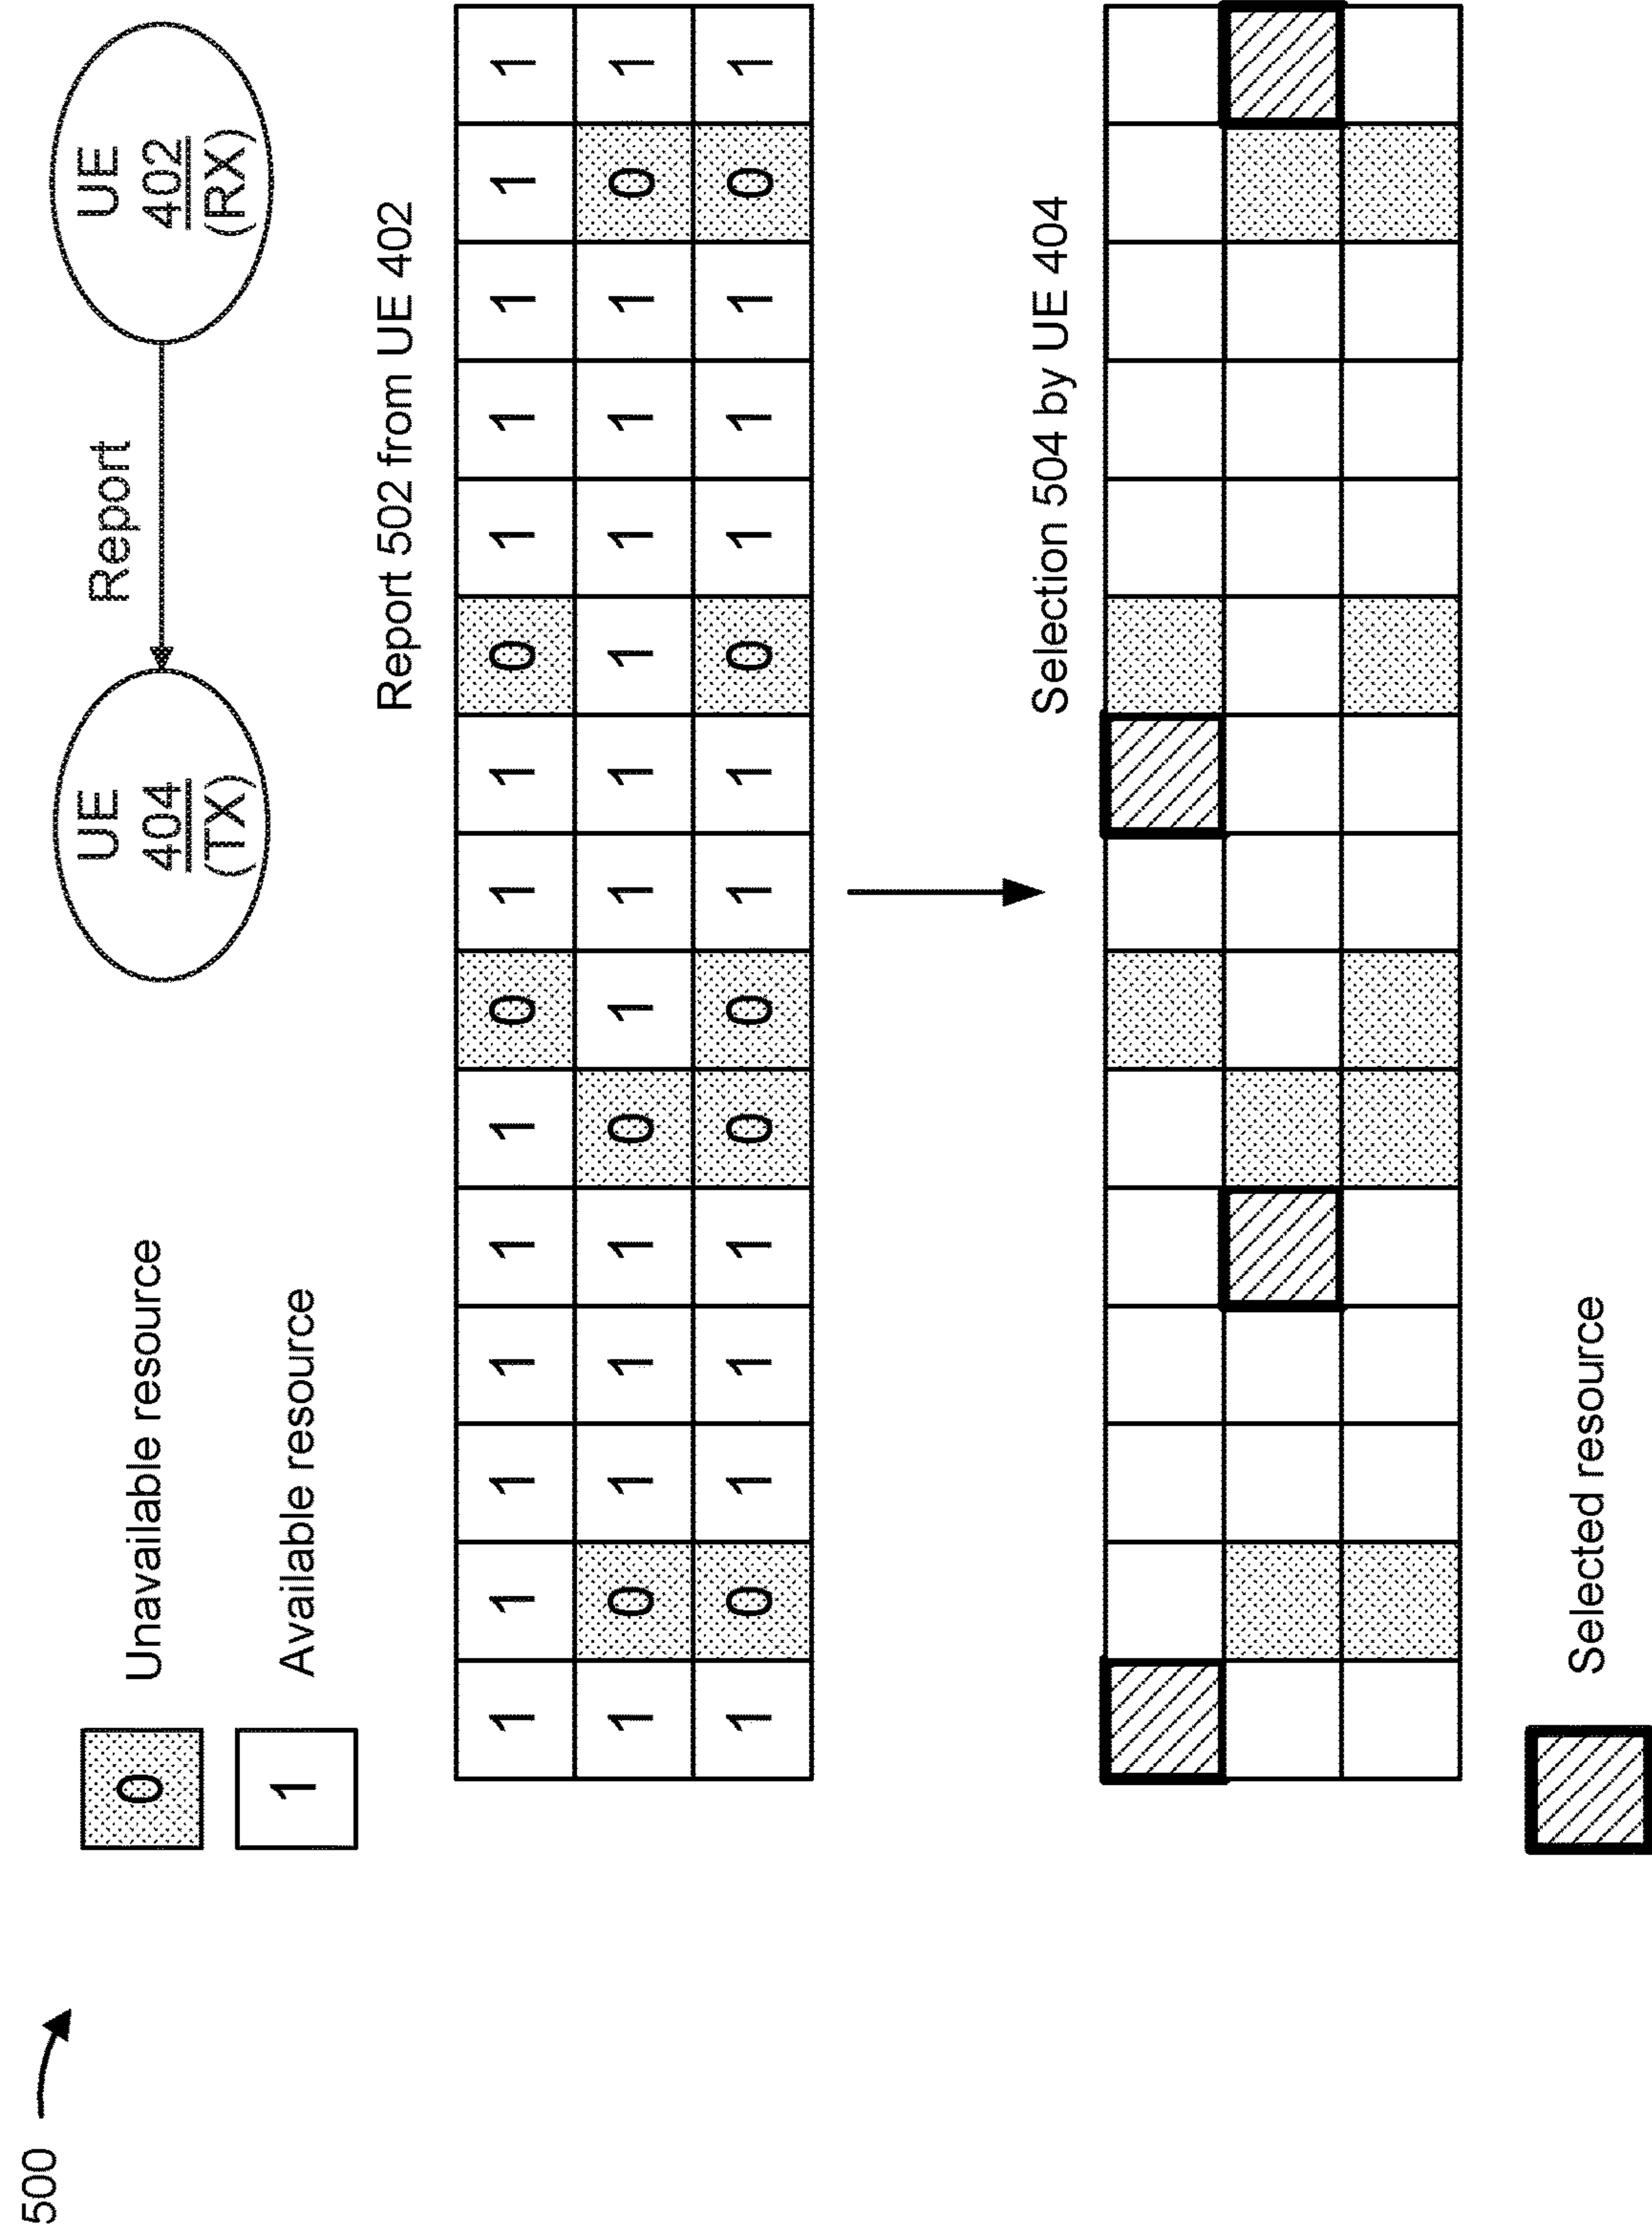 500
0 Unavailable resource
1 Available resource
UE
404
(TX)
Report
UE
402
(RX)
Report 502 from UE 402
1 1 1 1 1 1 0 1 1 0 1 1 1 1 1
1 0 1 1 1 0 1 1 1 1 1 1 1 0 1
1 0 1 1 1 0 0 1 1 0 1 1 1 0 1
Selection 504 by UE 404
Selected resource